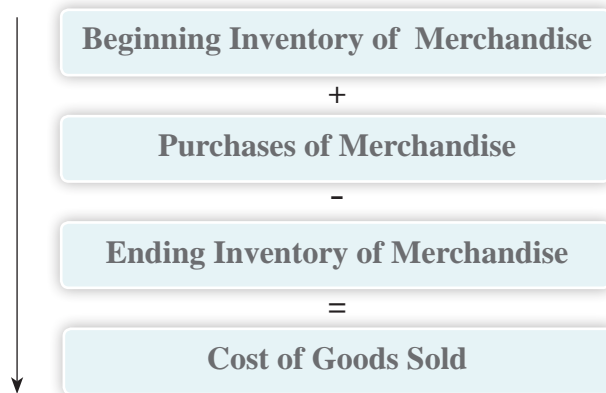 Beginning Inventory of Merchandise
+
Purchases of Merchandise
-
Ending Inventory of Merchandise
=
Cost of Goods Sold